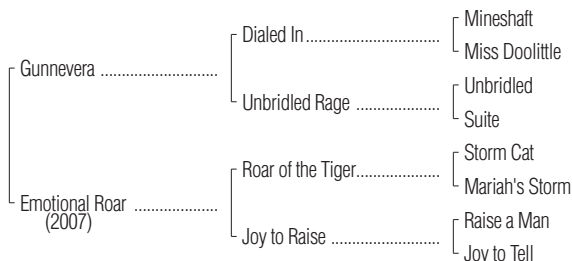 Mineshaft
Dialed In
Miss Doolittle
Gunnevera
Unbridled
Unbridled Rage
Suite
Storm Cat
Roar of the Tiger
Mariah's Storm
Emotional Roar
(2007)
Raise a Man
Joy to Raise
Joy to Tell